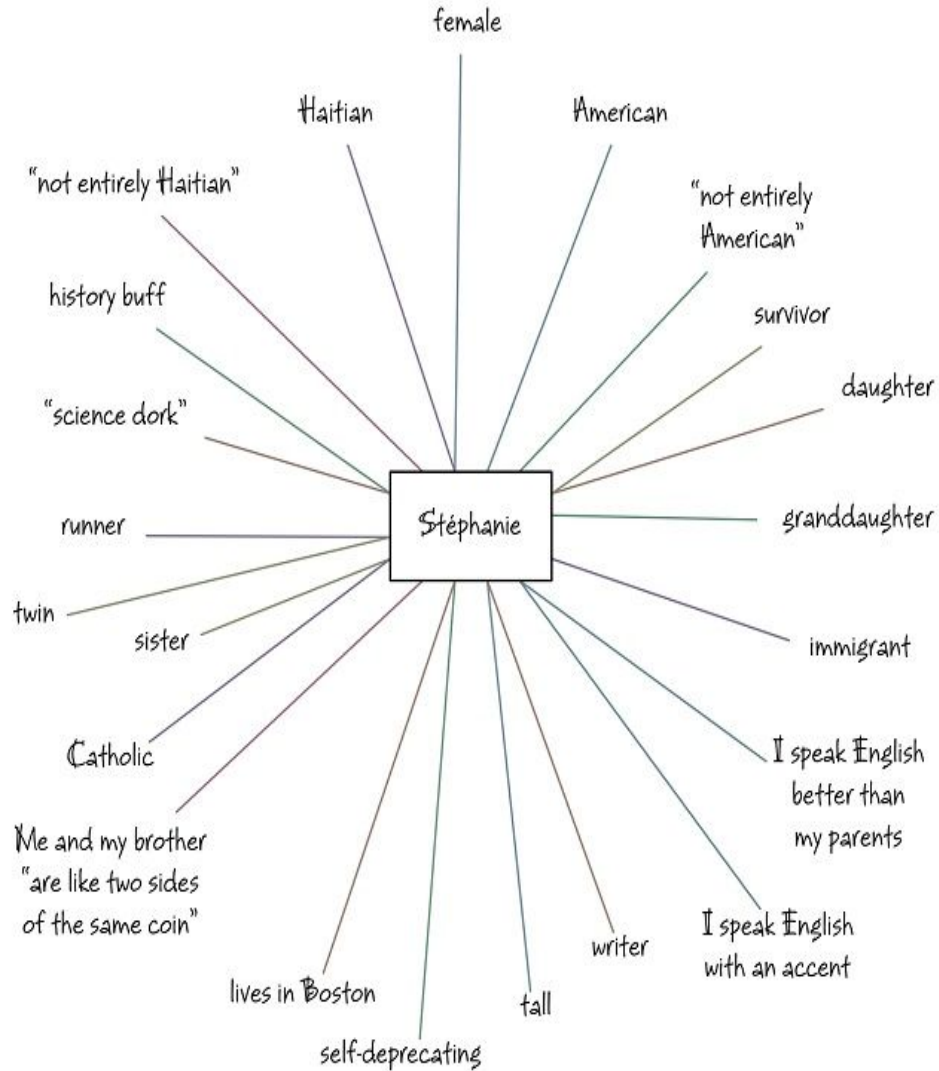 female
Haitian
American
“not entirely Haitian”
“not entirely
American”
history buff
survivor
daughter
“science dork”
runner
Stéphanie
granddaughter
twin
sister
immigrant
Catholic
I speak English
better than
my parents
Me and my brother
“are like two sides
of the same coin”
I speak English
with an accent
writer
lives in Boston
tall
self-deprecating